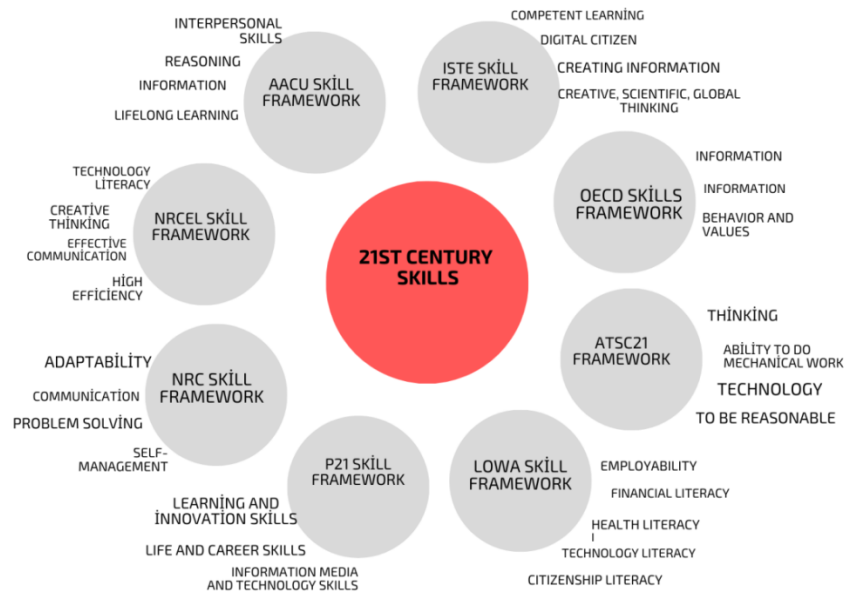 INTERPERSONAL
SKILLS
REASONING
INFORMATION
LIFELONG LEARNING
AACU SKİLL
FRAMEWORK
COMPETENT LEARNİNG
DIGITAL CITIZEN
CREATING INFORMATION
CREATIVE, SCIENTIFIC, GLOBAL
THINKING
ISTE SKİLL
FRAMEWORK
INFORMATION
INFORMATION
BEHAVIOR AND
VALUES
OECD SKİLLS
FRAMEWORK
TECHNOLOGY
LİTERACY
CREATİVE
THİNKING
EFFECTİVE
COMMUNİCATİON
HİGH
EFFİCİENCY
NRCEL SKİLL
FRAMEWORK
21ST CENTURY
SKILLS
THİNKİNG
ABİLİTY TO DO
MECHANİCAL WORK
TECHNOLOGY
TO BE REASONABLE
ATSC21
FRAMEWORK
ADAPTABİLİTY
COMMUNİCATİON
PROBLEM SOLVİNG
SELF-
MANAGEMENT
NRC SKİLL
FRAMEWORK
P21 SKİLL
FRAMEWORK
LEARNİNG AND
İNNOVATİON SKİLLS
LIFE AND CAREER SKILLS
INFORMATION MEDIA
AND TECHNOLOGY SKILLS
LOWA SKİLL
FRAMEWORK
EMPLOYABILITY
FINANCIAL LITERACY
HEALTH LITERACY
I
TECHNOLOGY LITERACY
CITIZENSHIP LITERACY